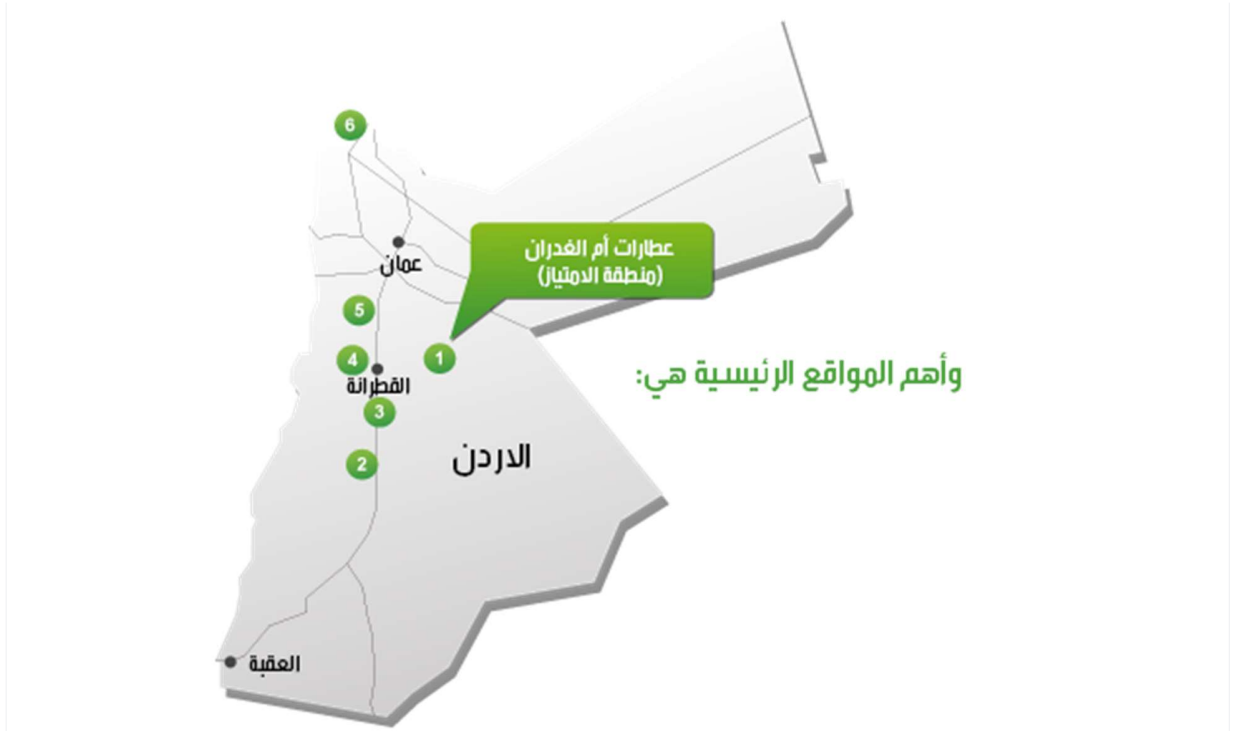 6
عطارات أم الغدران
(منطقة الامتياز)
عمان
5
4
1
القطرانة
وأهم المواقع الرئيسية هي:
3
2
الاردن
العقبة